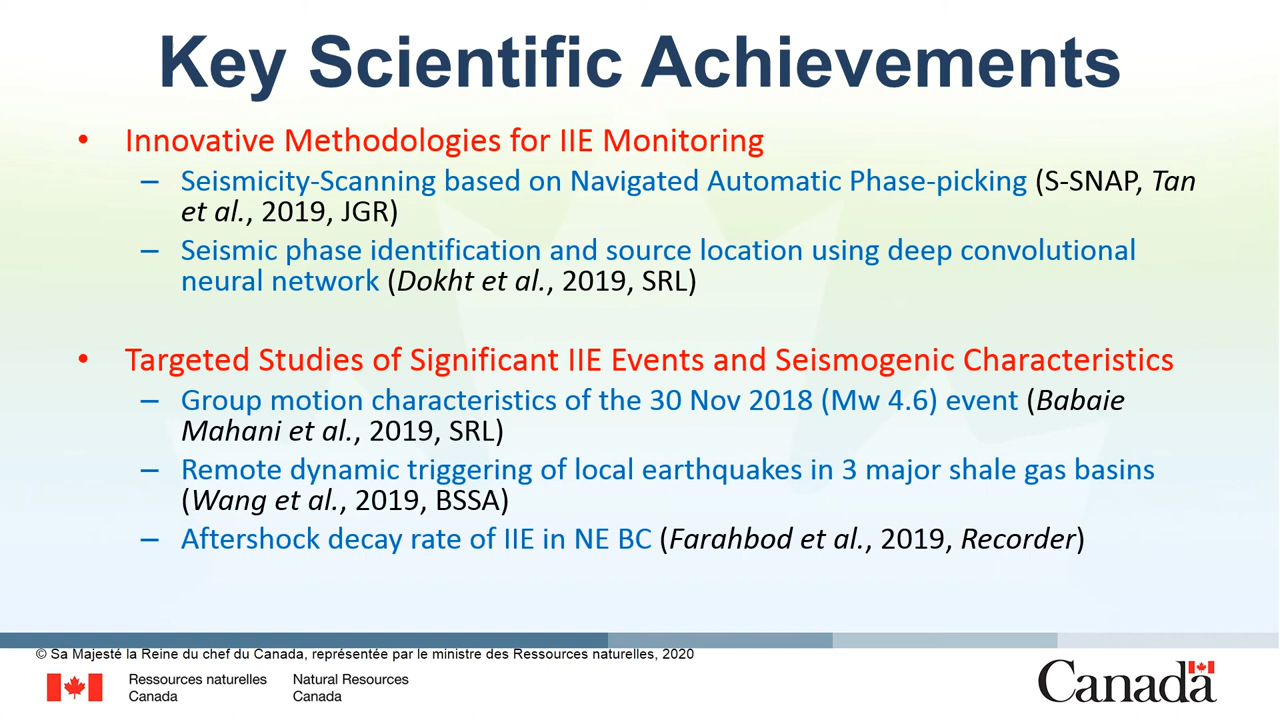 Key Scientific Achievements
• Innovative Methodologies for IIE Monitoring
– Seismicity-Scanning based on Navigated Automatic Phase-picking (S-SNAP, Tan
et al., 2019, JGR)
– Seismic phase identification and source location using deep convolutional
neural network (Dokht et al., 2019, SRL)
• Targeted Studies of Significant IIE Events and Seismogenic Characteristics
– Group motion characteristics of the 30 Nov 2018 (Mw 4.6) event (Babaie
Mahani et al., 2019, SRL)
– Remote dynamic triggering of local earthquakes in 3 major shale gas basins
(Wang et al., 2019, BSSA)
– Aftershock decay rate of IIE in NE BC (Farahbod et al., 2019, Recorder)
© Sa Majesté la Reine du chef du Canada, représentée par le ministre des Ressources naturelles, 2020
Ressources naturelles
Canada
Natural Resources
Canada
Canada